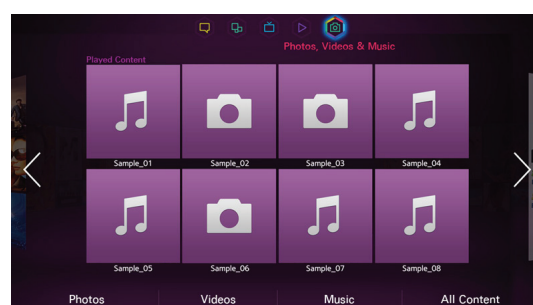 Photos, Videos & Music
Played Content
Sample_01
Sample_02
Sample_03
Sample_04
Sample_05
Sample_06
Sample_07
Sample_08
Photos
Videos
Music
All Content